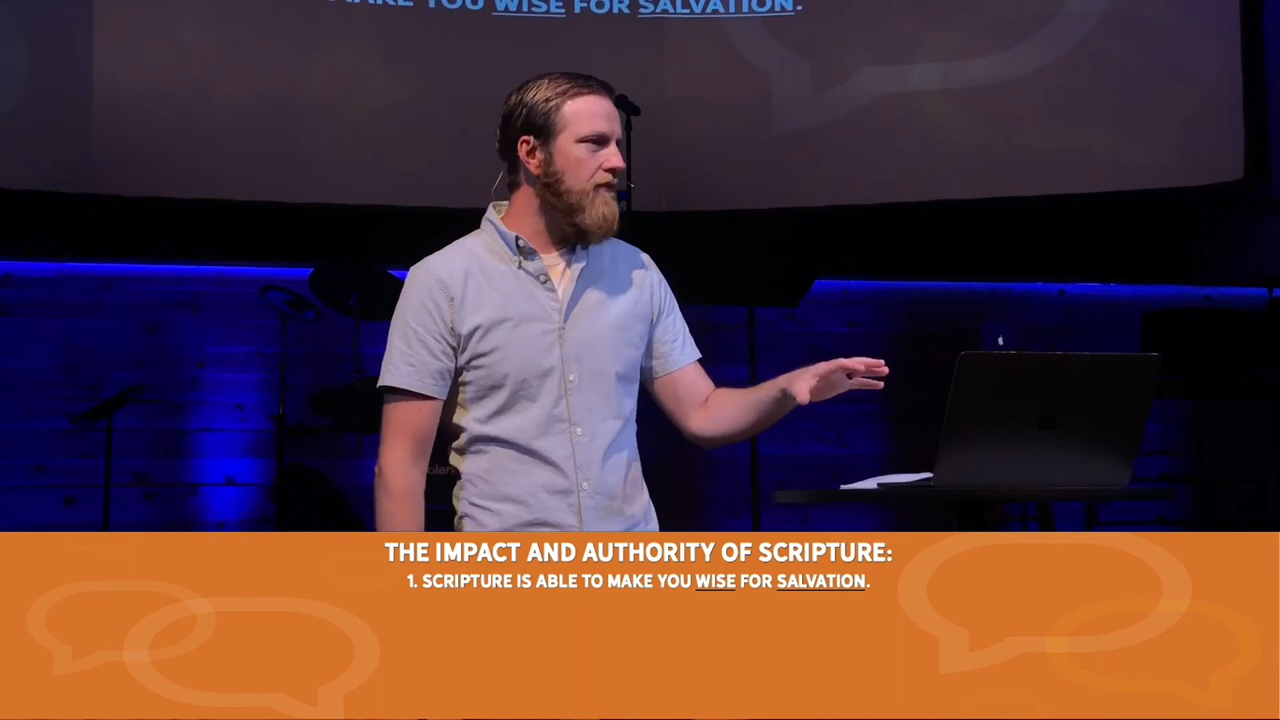 MAKE YOU WISE FOR SALVATION.
THE IMPACT AND AUTHORITY OF SCRIPTURE:
1. SCRIPTURE IS ABLE TO MAKE YOU WISE FOR SALVATION.